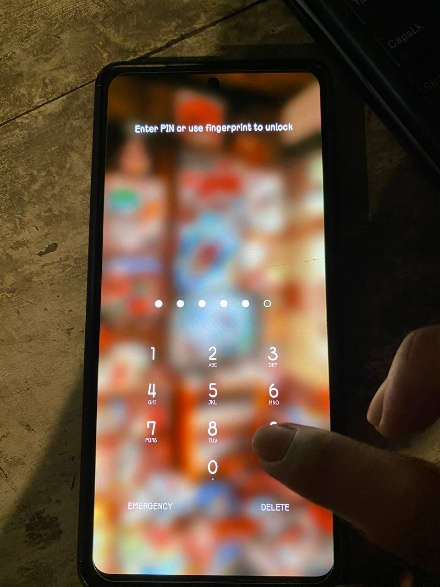 CapsLk
Enter PIN or use fingerprint to unlock
1 2 3
ABC DEF
4 5 6
GHI JKL MNO
7 8
PQRS TUV
0
EMERGENCY DELETE